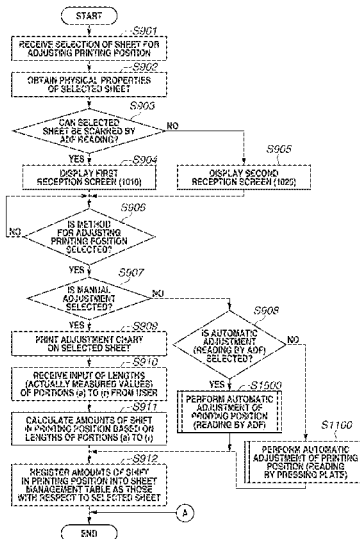 START
S901
RECEIVE SELECTION OF SHEET FOR
ADJUSTING PRINTING POSITION
S902
OBTAIN PHYSICAL PROPERTIES
OF SELECTED SHEET
S903
CAN SELECTED
SHEET BE SCANNED BY
ADF READING?
NO
YES
S904
DISPLAY FIRST
RECEPTION SCREEN (1010)
S905
DISPLAY SECOND
RECEPTION SCREEN (1020)
S906
IS METHOD
FOR ADJUSTING
PRINTING POSITION
SELECTED?
NO
YES
S907
IS MANUAL
ADJUSTMENT
SELECTED?
NO
YES
S908
IS AUTOMATIC
ADJUSTMENT
(READING BY ADF)
SELECTED?
NO
YES
S909
PRINT ADJUSTMENT CHART
ON SELECTED SHEET
S910
RECEIVE INPUT OF LENGTHS
(ACTUALLY MEASURED VALUES)
OF PORTIONS (a) TO (r) FROM USER
S911
CALCULATE AMOUNTS OF SHIFT
IN PRINTING POSITION BASED ON
LENGTHS OF PORTIONS (a) TO (r)
PERFORM AUTOMATIC
ADJUSTMENT OF
PRINTING POSITION
(READING BY ADF)
S1100
PERFORM AUTOMATIC
ADJUSTMENT OF PRINTING
POSITION (READING
BY PRESSING PLATE)
S912
REGISTER AMOUNTS OF SHIFT
IN PRINTING POSITION INTO SHEET
MANAGEMENT TABLE AS THOSE
WITH RESPECT TO SELECTED SHEET
A
END